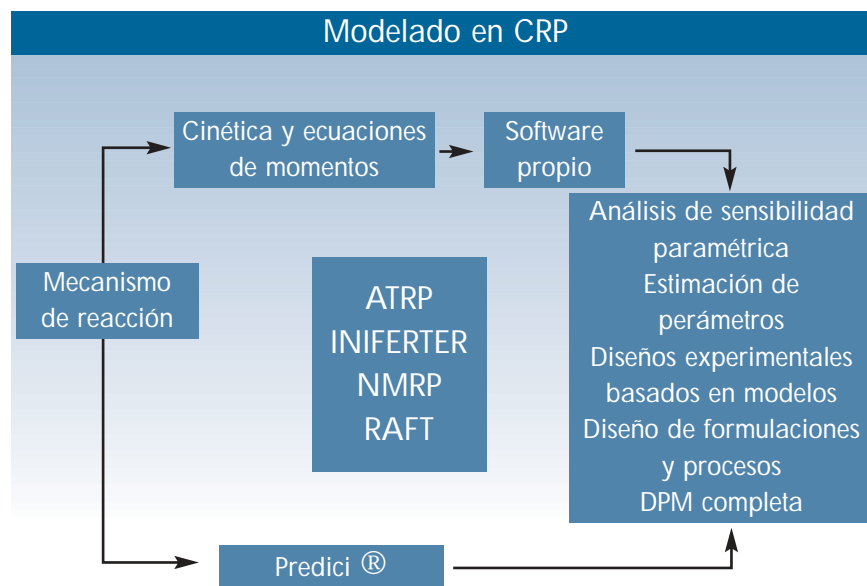 Modelado en CRP
Cinética y ecuaciones
de momentos
Software
propio
Mecanismo
de reacción
ATRP
INIFERTER
NMRP
RAFT
Análisis de sensibilidad
paramétrica
Estimación de
perámetros
Diseños experimentales
basados en modelos
Diseño de formulaciones
y procesos
DPM completa
Predici ®